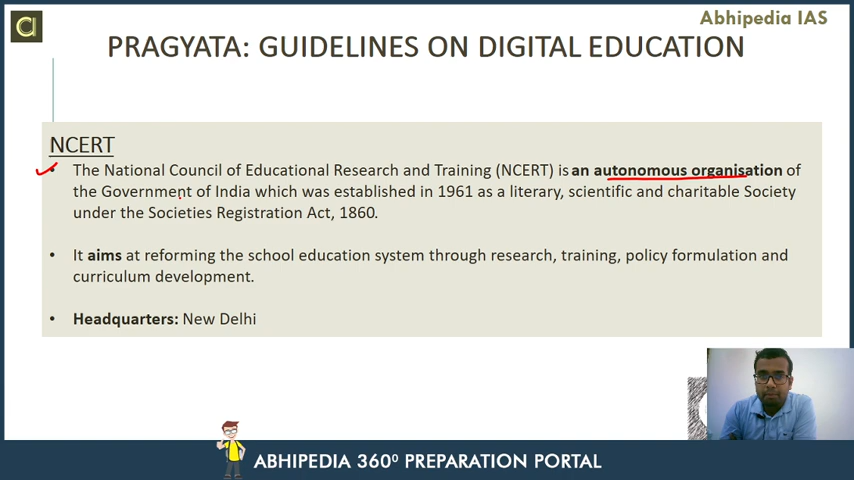 Abhipedia IAS
PRAGYATA: GUIDELINES ON DIGITAL EDUCATION
NCERT
• The National Council of Educational Research and Training (NCERT) is an autonomous organisation of
the Government of India which was established in 1961 as a literary, scientific and charitable Society
under the Societies Registration Act, 1860.
• It aims at reforming the school education system through research, training, policy formulation and
curriculum development.
• Headquarters: New Delhi
ABHIPEDIA 360⁰ PREPARATION PORTAL